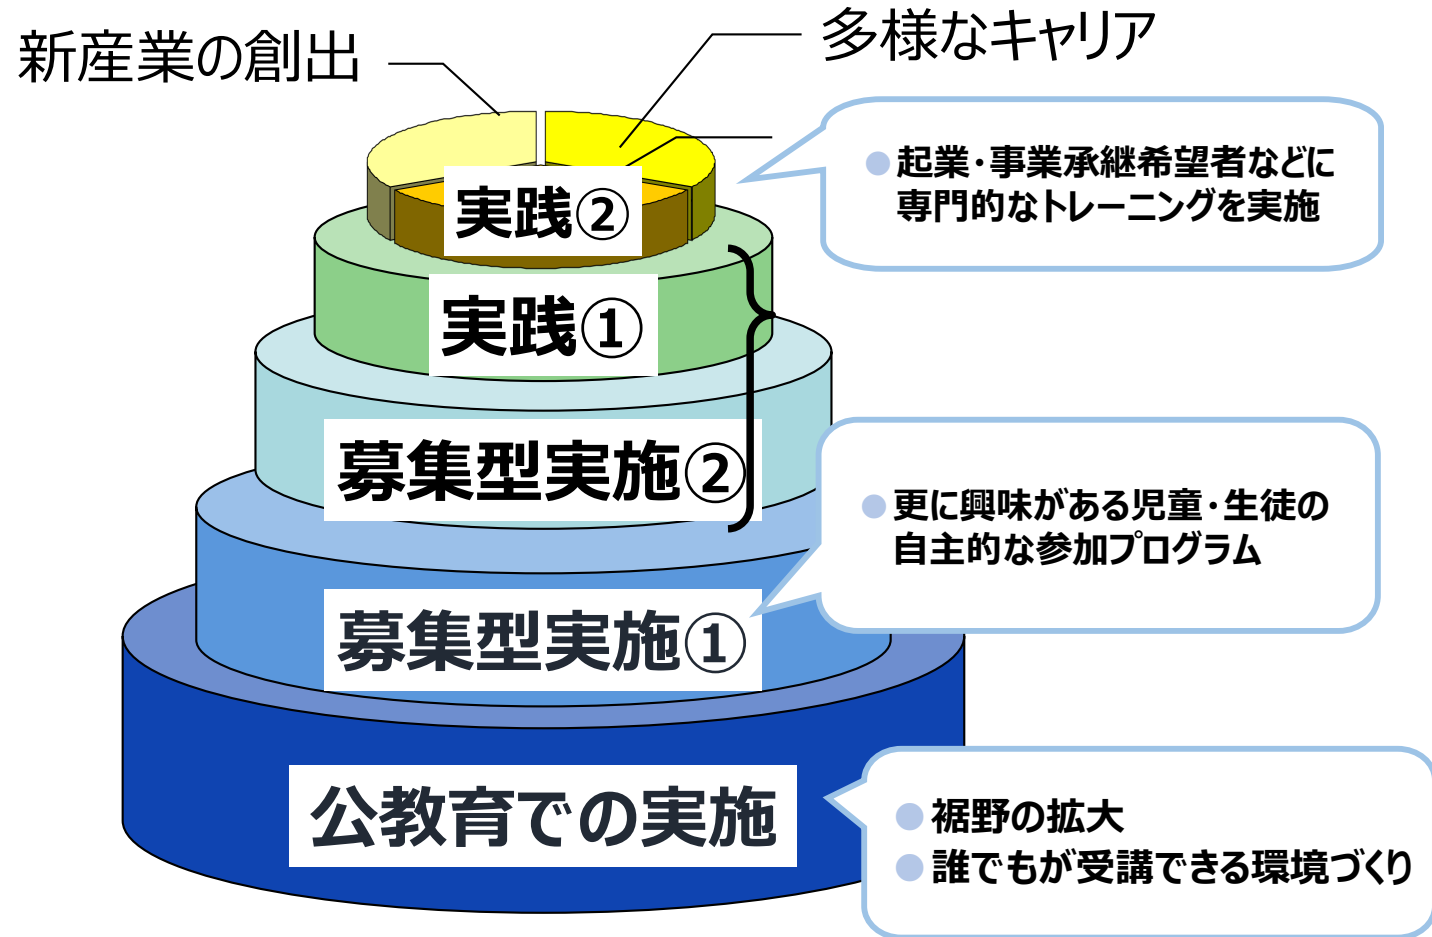 新産業の創出
多様なキャリア
起業・事業承継希望者などに
専門的なトレーニングを実施
実践②
実践①
募集型実施②
更に興味がある児童・生徒の
自主的な参加プログラム
募集型実施①
公教育での実施
裾野の拡大
誰でもが受講できる環境づくり